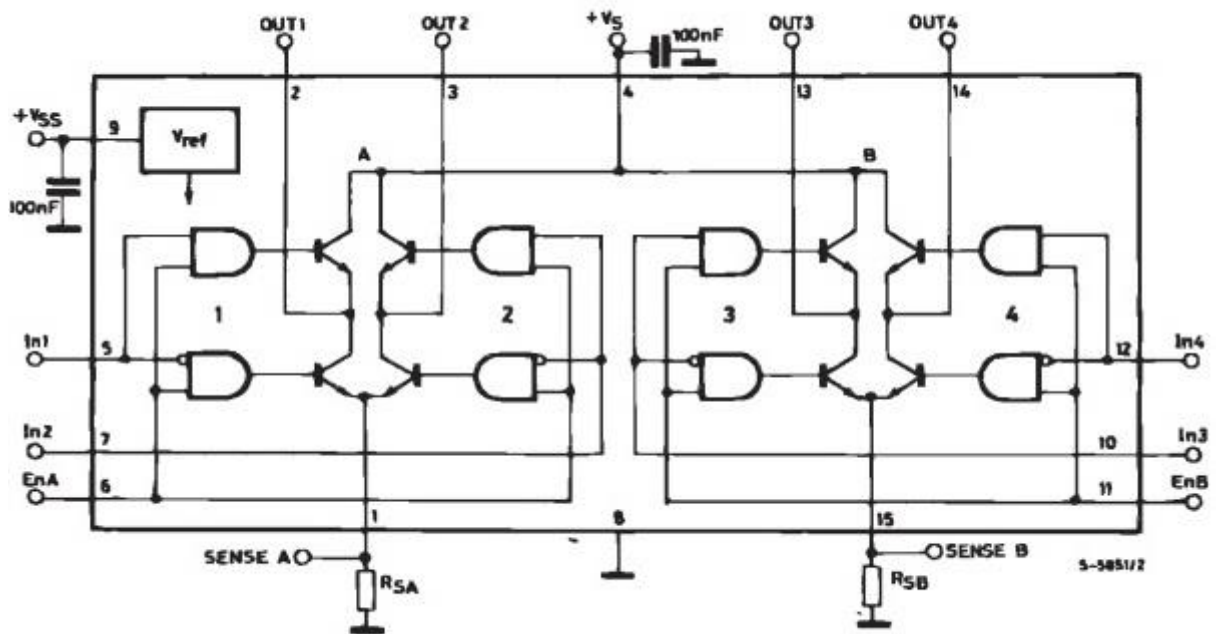 OUT1 OUT2 +VS 100nF OUT3 OUT4
2 3 4 13 14
+VSS 9 Vref
A B
100nF
1 2 3 4
In1 5 12 In4
In2 7 10 In3
EnA 6 11 EnB
1 8 15
SENSE A SENSE B
RSA RSB
S-5851/2